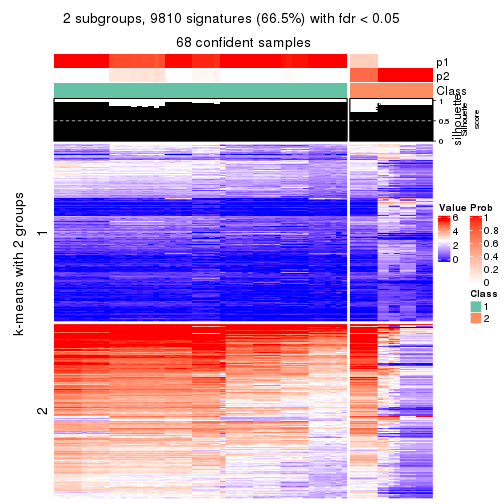 2 subgroups, 9810 signatures (66.5%) with fdr < 0.05
68 confident samples
p1
p2
Class
1
0.5
0
silhouette
Silhouette
score
k-means with 2 groups
1
2
Value
6
4
2
0
Prob
1
0.8
0.6
0.4
0.2
0
Class
1
2